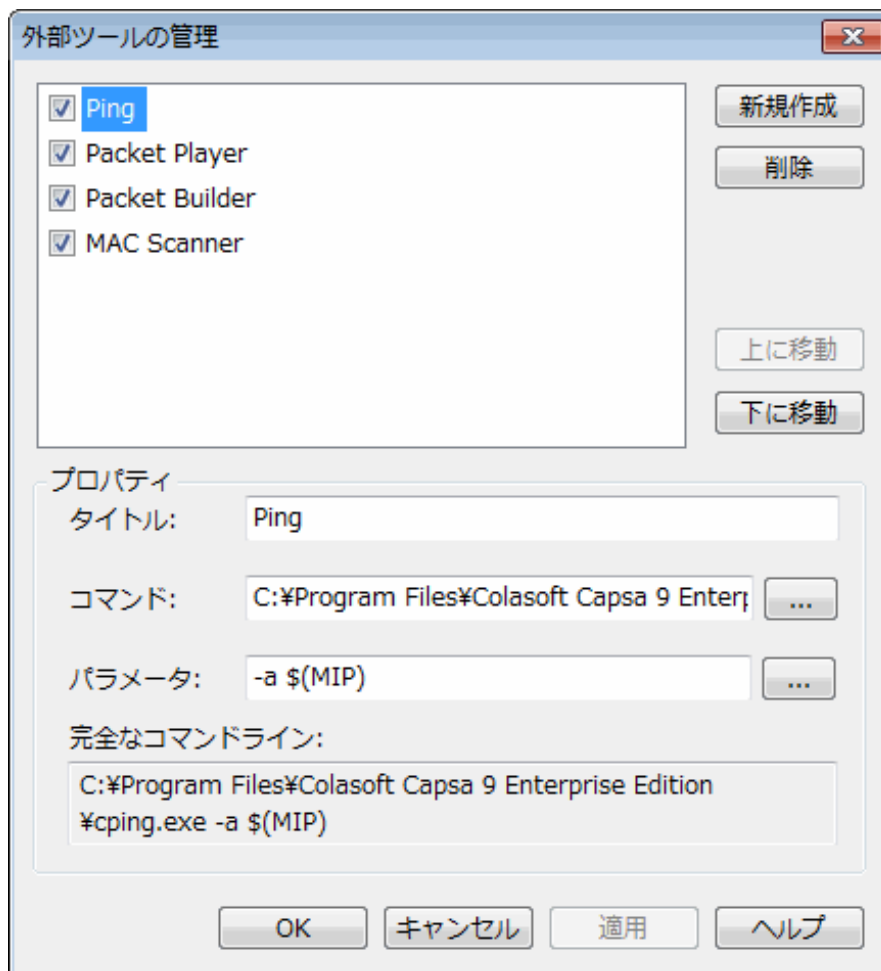 外部ツールの管理
Ping
Packet Player
Packet Builder
MAC Scanner
新規作成
削除
上に移動
下に移動
プロパティ
タイトル: Ping
コマンド: C:¥Program Files¥Colasoft Capsa 9 Enterp ...
パラメータ: -a $(MIP) ...
完全なコマンドライン:
C:¥Program Files¥Colasoft Capsa 9 Enterprise Edition
¥cping.exe -a $(MIP)
OK キャンセル 適用 ヘルプ